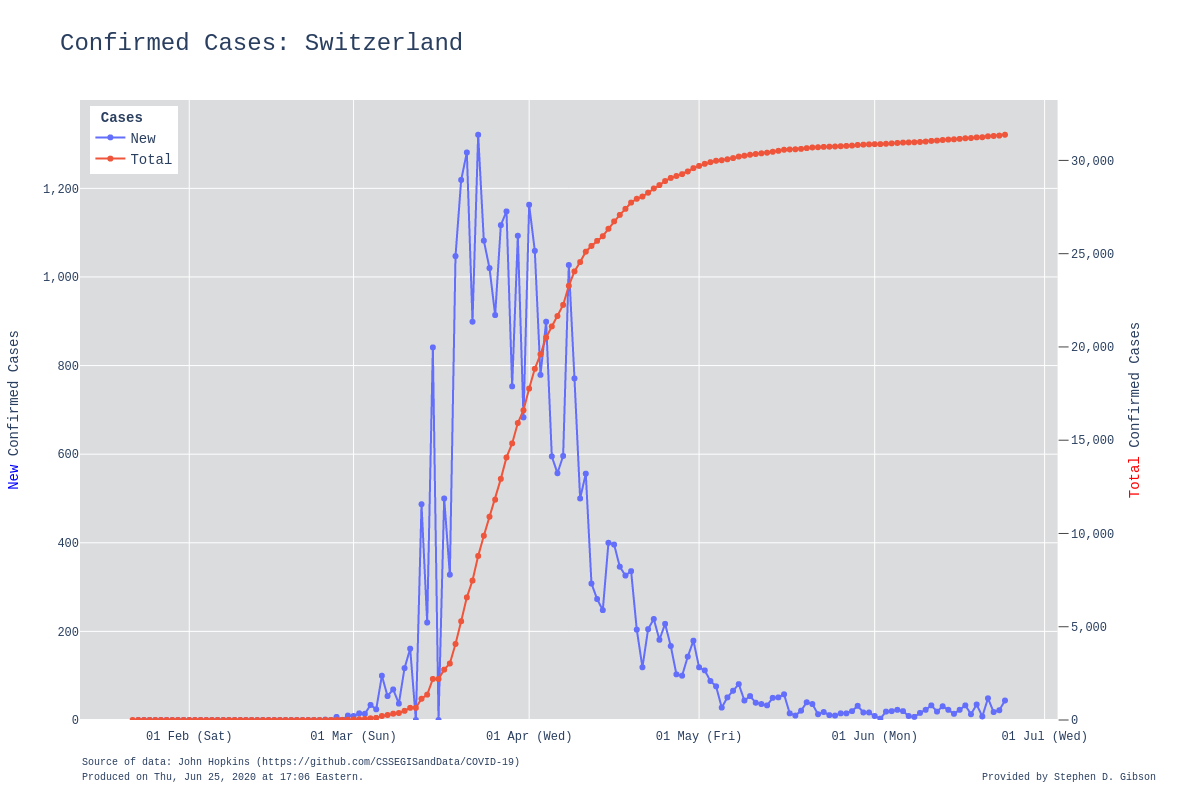 Confirmed Cases: Switzerland
Cases
New
Total
1,200
1,000
800
600
400
200
0
30,000
25,000
20,000
15,000
10,000
5,000
0
New Confirmed Cases
Total Confirmed Cases
01 Feb (Sat)
01 Mar (Sun)
01 Apr (Wed)
01 May (Fri)
01 Jun (Mon)
01 Jul (Wed)
Source of data: John Hopkins (https://github.com/CSSEGISandData/COVID-19)
Produced on Thu, Jun 25, 2020 at 17:06 Eastern.
Provided by Stephen D. Gibson